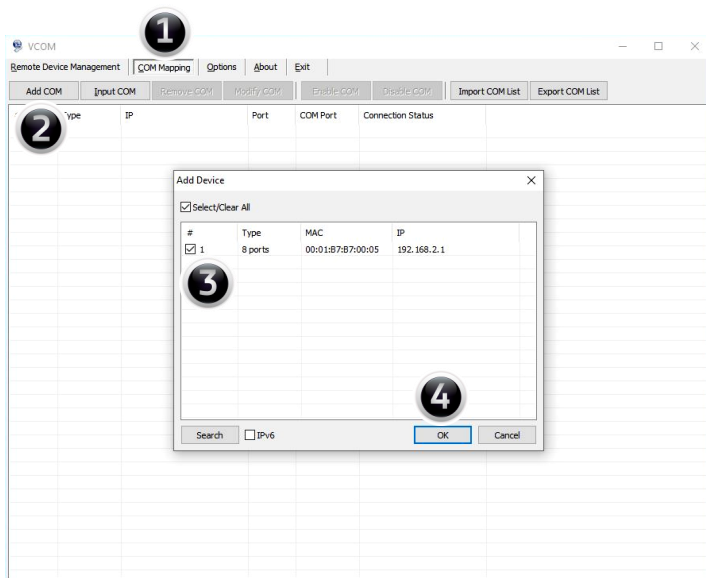 1
VCOM
Remote Device Management COM Mapping Options About Exit
Add COM Input COM Remove COM Modify COM Enable COM Disable COM Import COM List Export COM List
2
Type IP Port COM Port Connection Status
Add Device
Select/Clear All
# Type MAC IP
1 8 ports 00:01:B7:B7:00:05 192.168.2.1
3
4
Search IPv6 OK Cancel